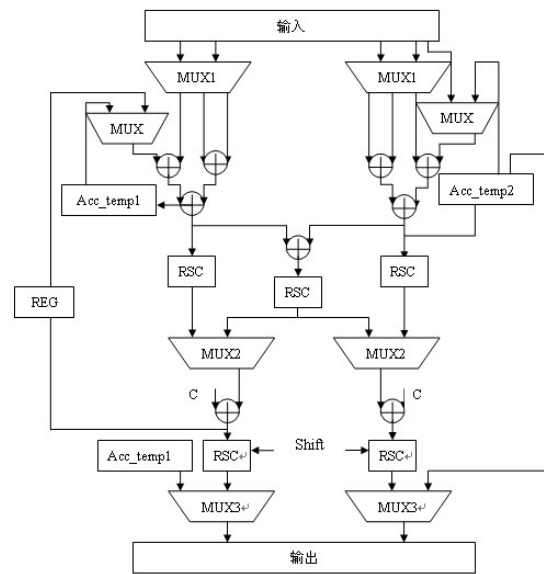 输入
MUX1
MUX1
MUX
MUX
Acc_temp1
Acc_temp2
RSC
RSC
RSC
REG
MUX2
MUX2
C
C
Acc_temp1
RSC↵
Shift
RSC↵
MUX3↵
MUX3↵
输出